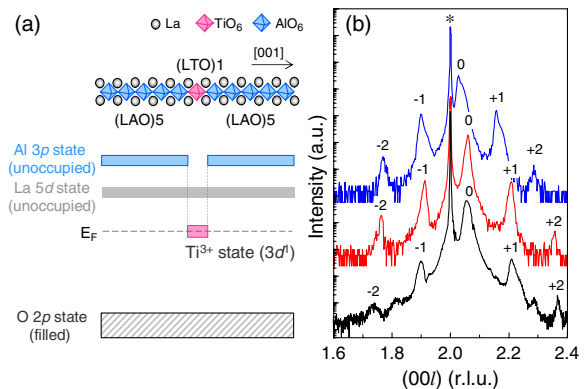 (a)
La TiO₆ AlO₆
(LTO)1 [001]
(LAO)5 (LAO)5
Al 3p state
(unoccupied)
La 5d state
(unoccupied)
E_F
Ti³⁺ state (3d¹)
O 2p state
(filled)
(b)
Intensity (a.u.)
*
0
-1 +1
-2 +2
0
-1 +1
-2 +2
0
-1 +1
-2 +2
1.6 1.8 2.0 2.2 2.4
(00l) (r.l.u.)